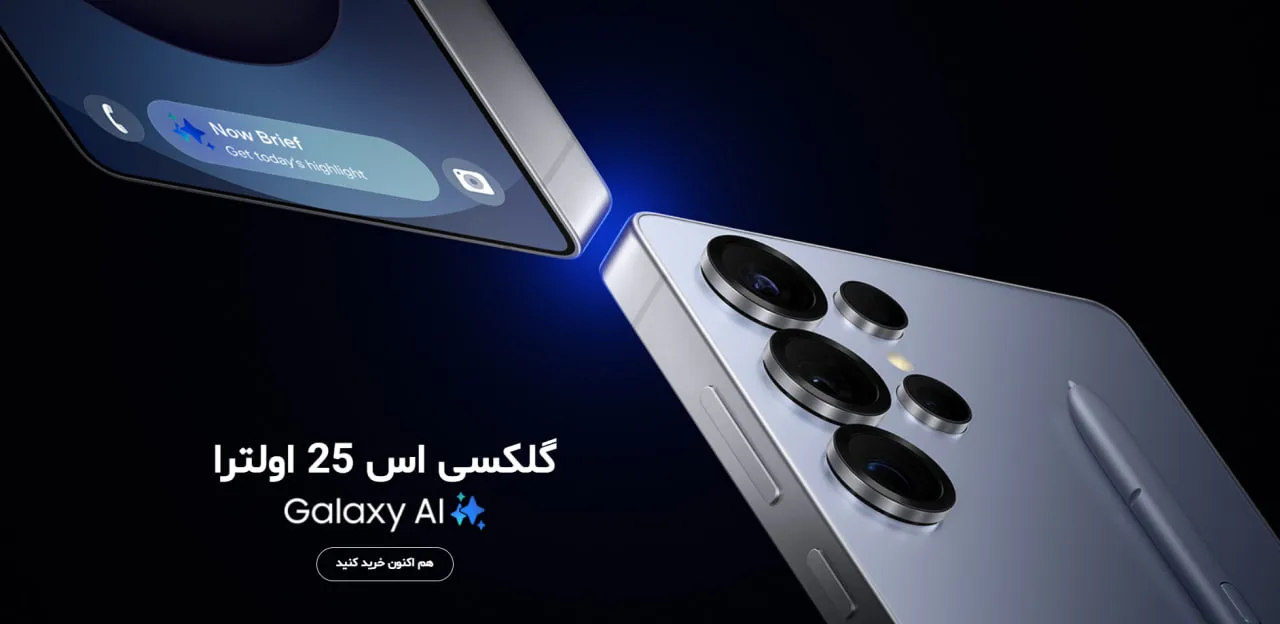 Now Brief
Get today's highlight
گلکسی اس 25 اولترا
Galaxy AI
هم اکنون خرید کنید